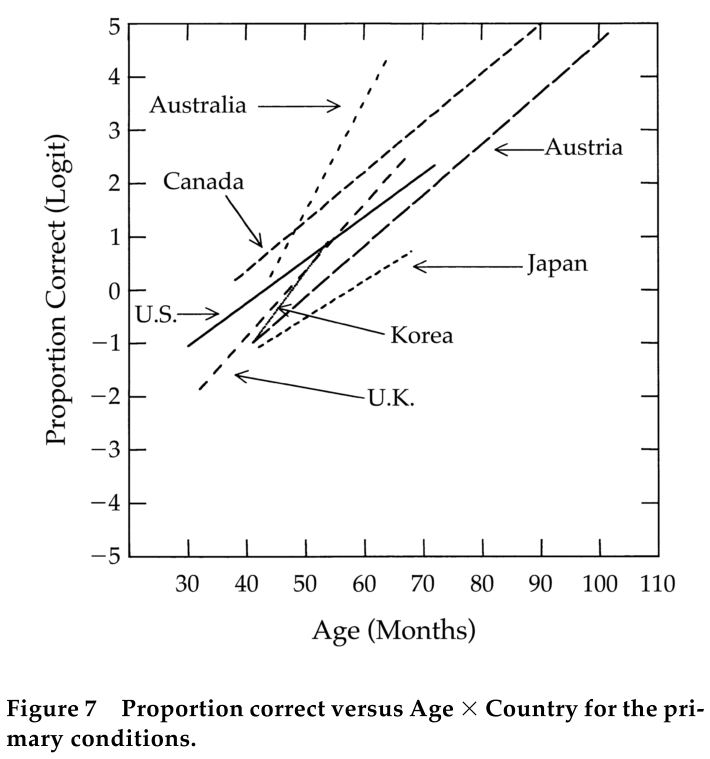 5
4
Australia
3
Austria
Canada
2
1
Japan
0
U.S.
Korea
−1
U.K.
−2
−3
−4
−5
Proportion Correct (Logit)
30 40 50 60 70 80 90 100 110
Age (Months)
Figure 7 Proportion correct versus Age × Country for the pri-
mary conditions.